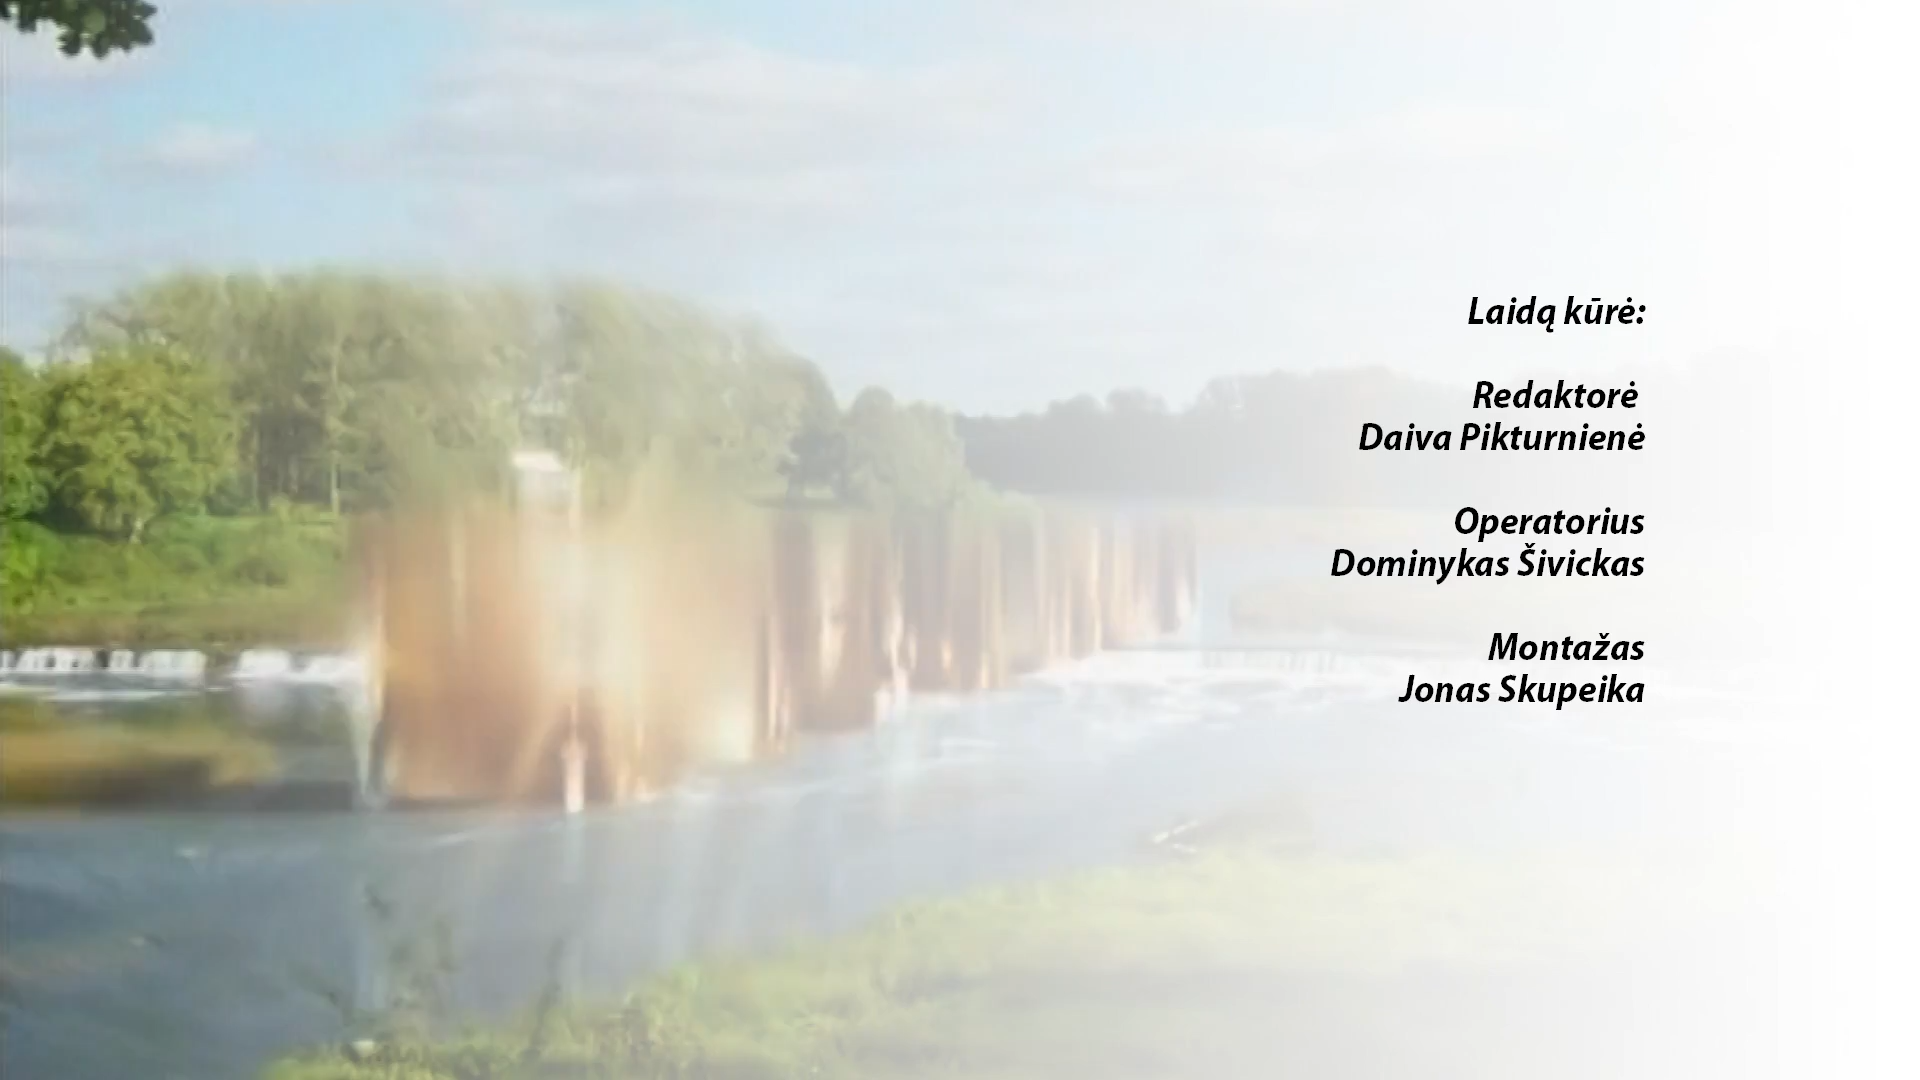 Laidą kūrė:
Redaktorė
Daiva Pikturnienė
Operatorius
Dominykas Šivickas
Montažas
Jonas Skupeika